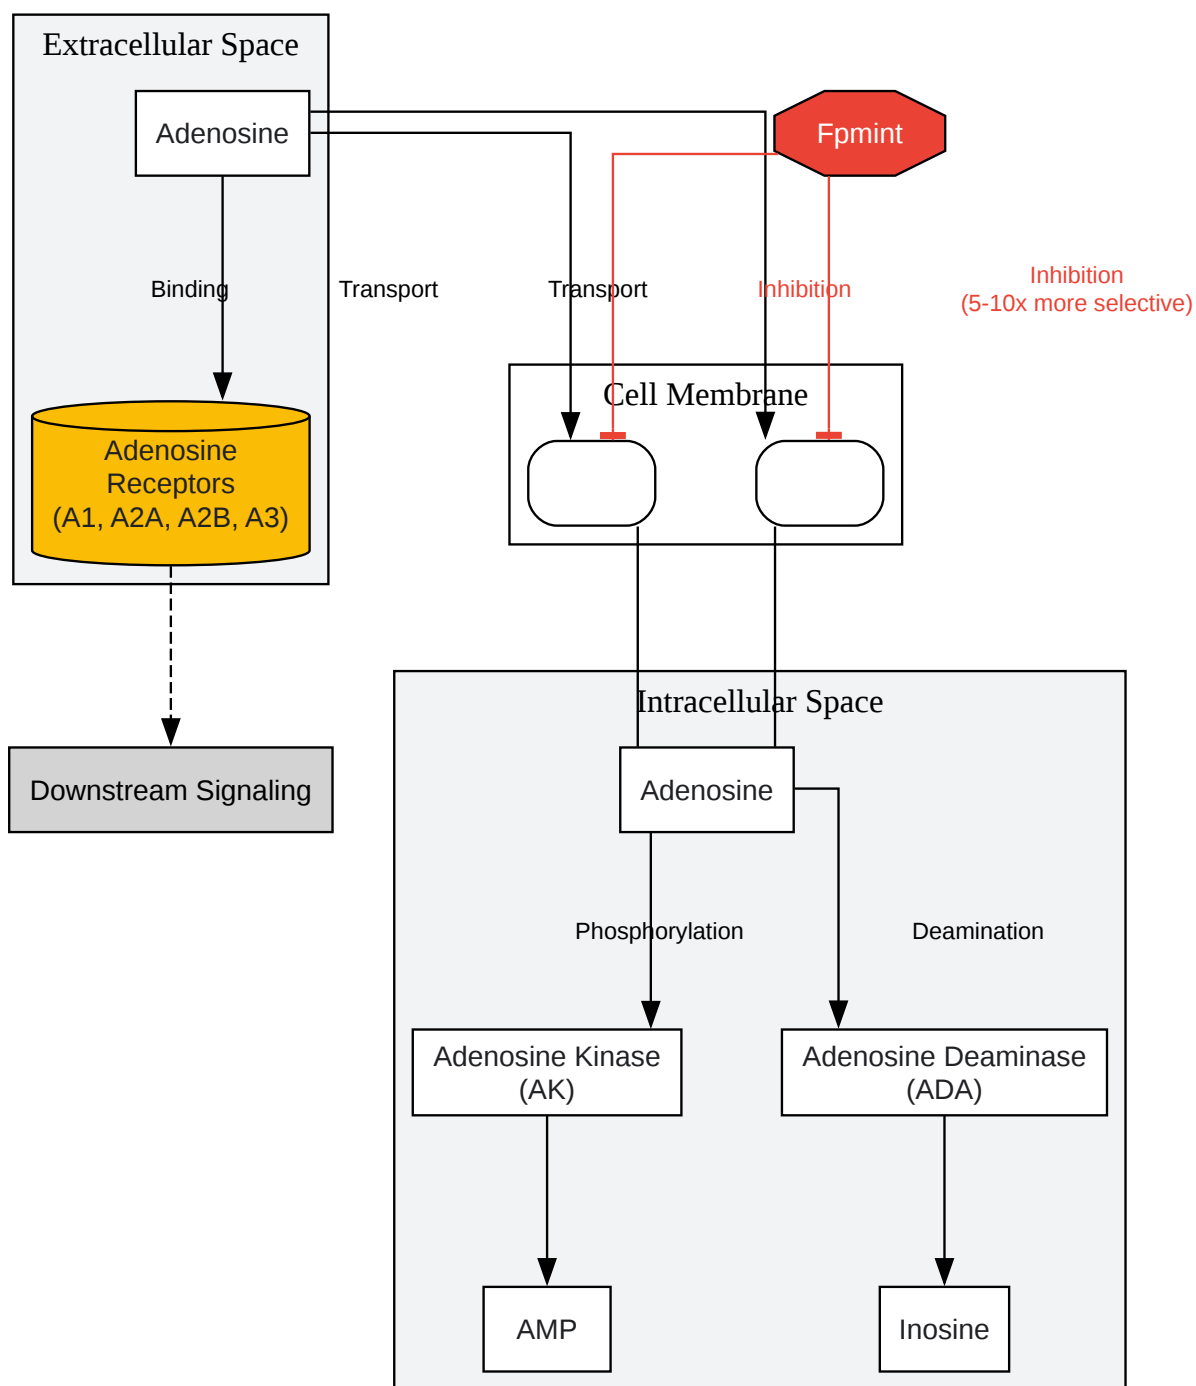 Extracellular Space
Adenosine
Fpmint
Binding
Transport
Transport
Inhibition
Inhibition
(5-10x more selective)
Cell Membrane
Adenosine
Receptors
(A1, A2A, A2B, A3)
Intracellular Space
Downstream Signaling
Adenosine
Phosphorylation
Deamination
Adenosine Kinase
(AK)
Adenosine Deaminase
(ADA)
AMP
Inosine